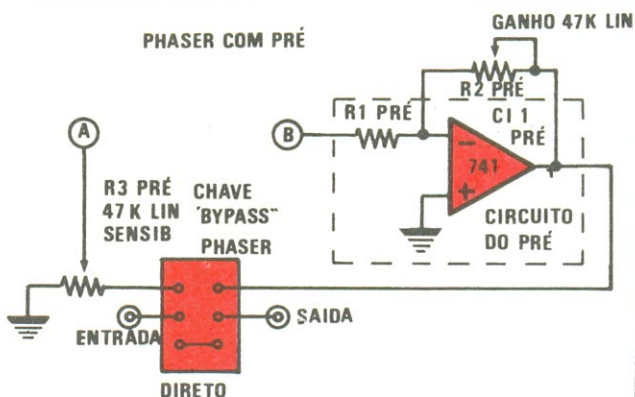 GANHO 47K LIN
PHASER COM PRÉ
R2 PRÉ
R1 PRÉ
CI 1
PRÉ
A
B
741
R3 PRÉ
47K LIN
SENSIB
CHAVE
'BYPASS"
PHASER
CIRCUITO
DO PRÉ
ENTRADA
SAIDA
DIRETO